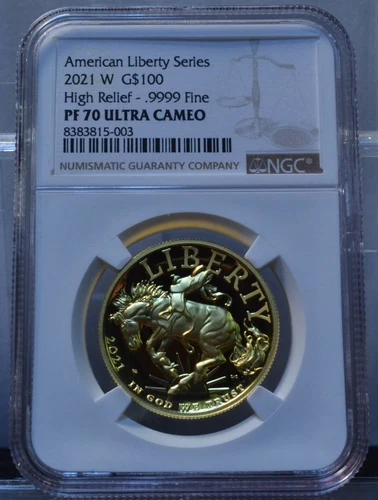 American Liberty Series
2021 W G$100
High Relief - .9999 Fine
PF 70 ULTRA CAMEO
8383815-003
NUMISMATIC GUARANTY COMPANY
NGC
LIBERTY
2021
IN GOD WE TRUST